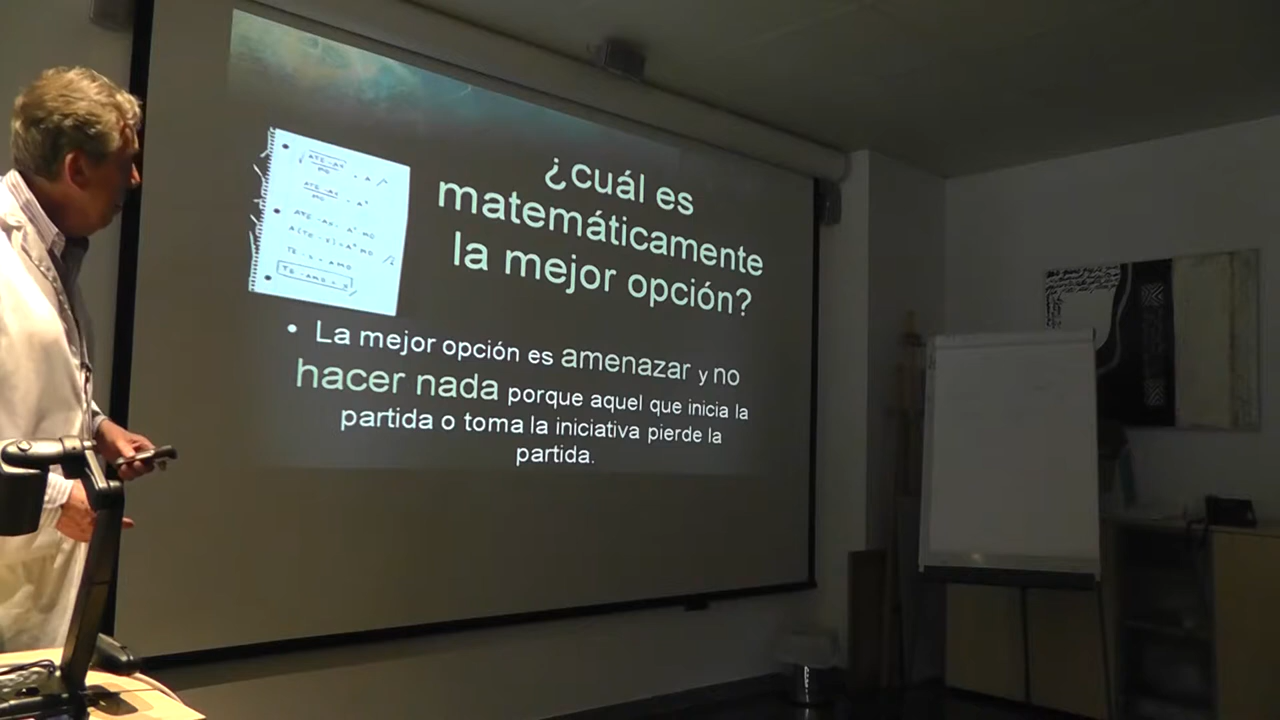 ¿cuál es
matemáticamente
la mejor opción?
• La mejor opción es amenazar y no
hacer nada porque aquel que inicia la
partida o toma la iniciativa pierde la
partida.